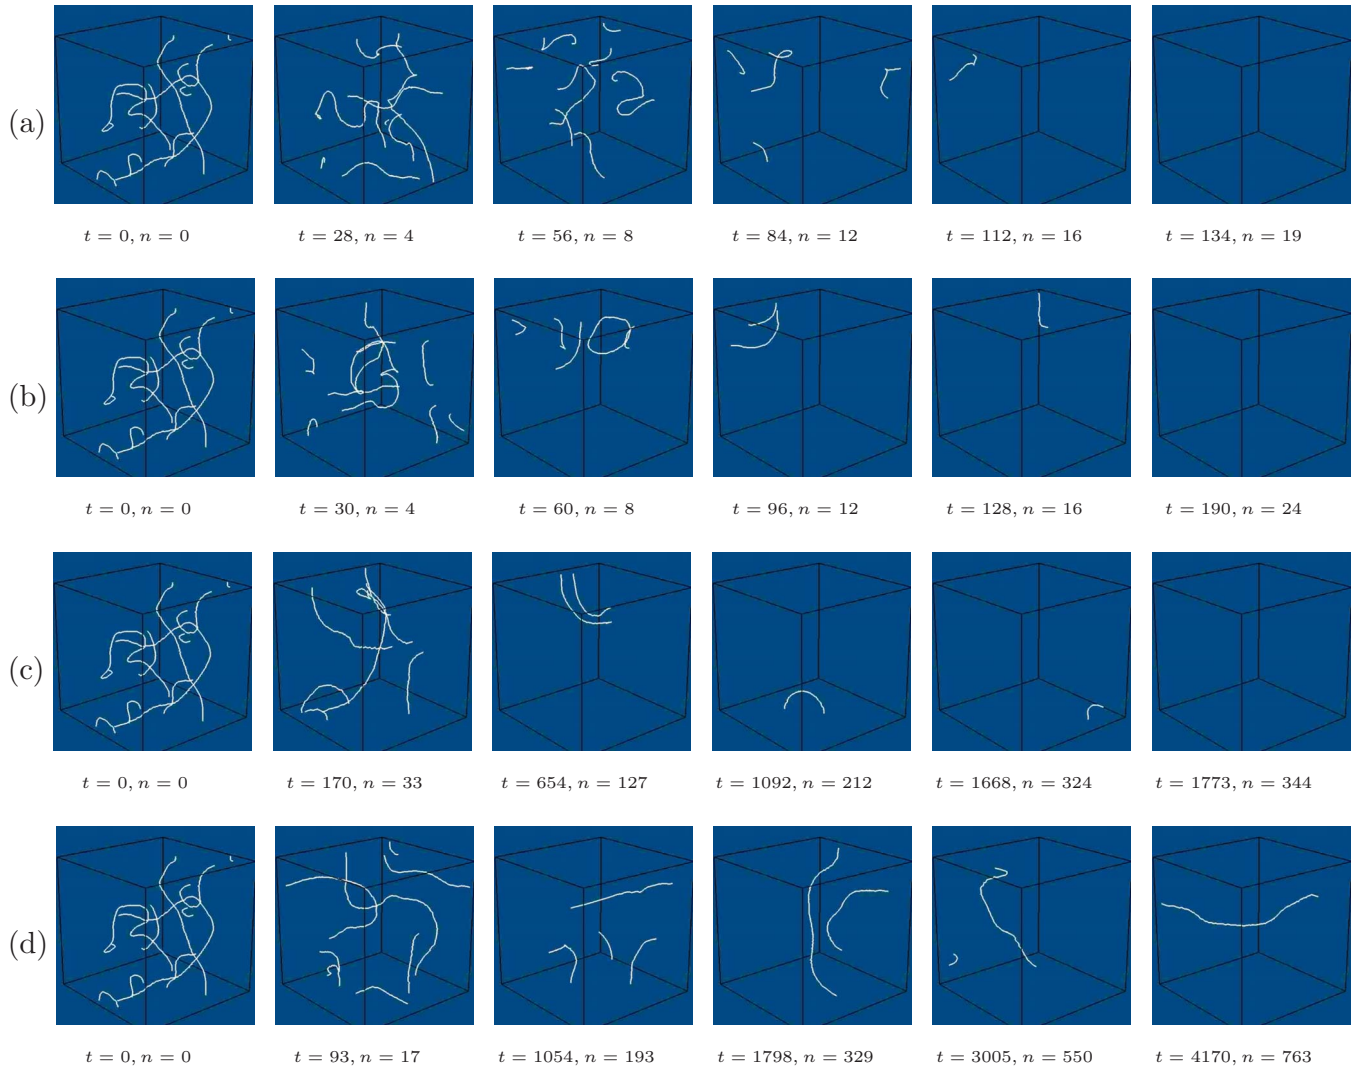 (a)
t = 0, n = 0 t = 28, n = 4 t = 56, n = 8 t = 84, n = 12 t = 112, n = 16 t = 134, n = 19
(b)
t = 0, n = 0 t = 30, n = 4 t = 60, n = 8 t = 96, n = 12 t = 128, n = 16 t = 190, n = 24
(c)
t = 0, n = 0 t = 170, n = 33 t = 654, n = 127 t = 1092, n = 212 t = 1668, n = 324 t = 1773, n = 344
(d)
t = 0, n = 0 t = 93, n = 17 t = 1054, n = 193 t = 1798, n = 329 t = 3005, n = 550 t = 4170, n = 763